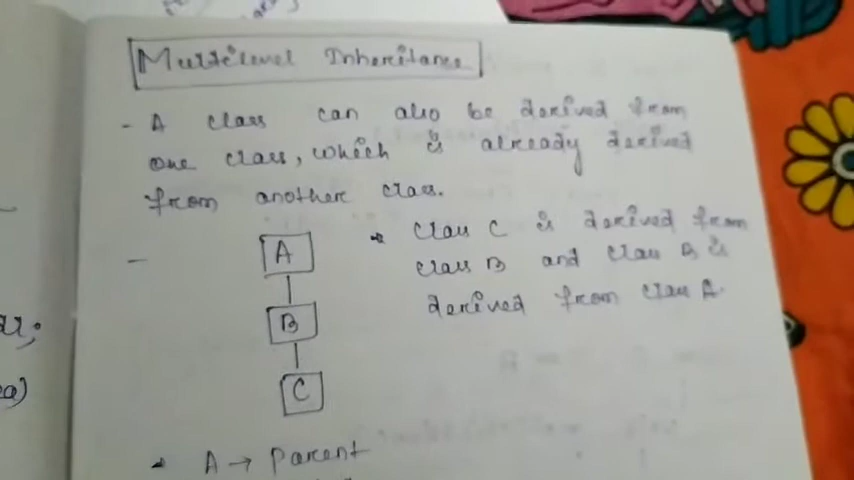 Multilevel Inheritance
- A class can also be derived from
one class, which is already derived
from another class.
A
B
C
class C is derived from
class B and class B is
derived from class A.
A → Parent